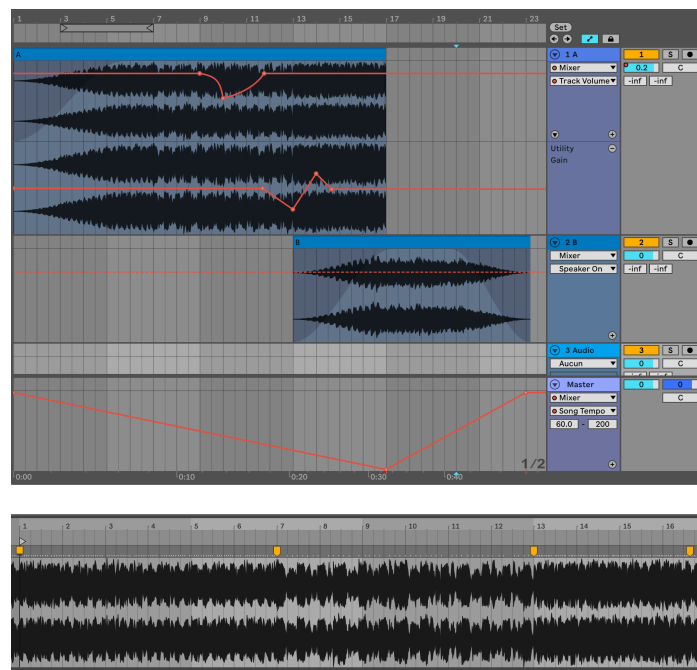 1 3 5 7 9 11 13 15 17 19 21 23
Set
A
1 A
1
S
Mixer
0.2
C
Track Volume
-inf -inf
Utility
Gain
B
2 B
2
S
Mixer
0
C
Speaker On
-inf -inf
3 Audio
3
S
Aucun
0
C
Master
0
0
Mixer
C
Song Tempo
60.0 - 200
1/2
0:00 0:10 0:20 0:30 0:40
1 2 3 4 5 6 7 8 9 10 11 12 13 14 15 16